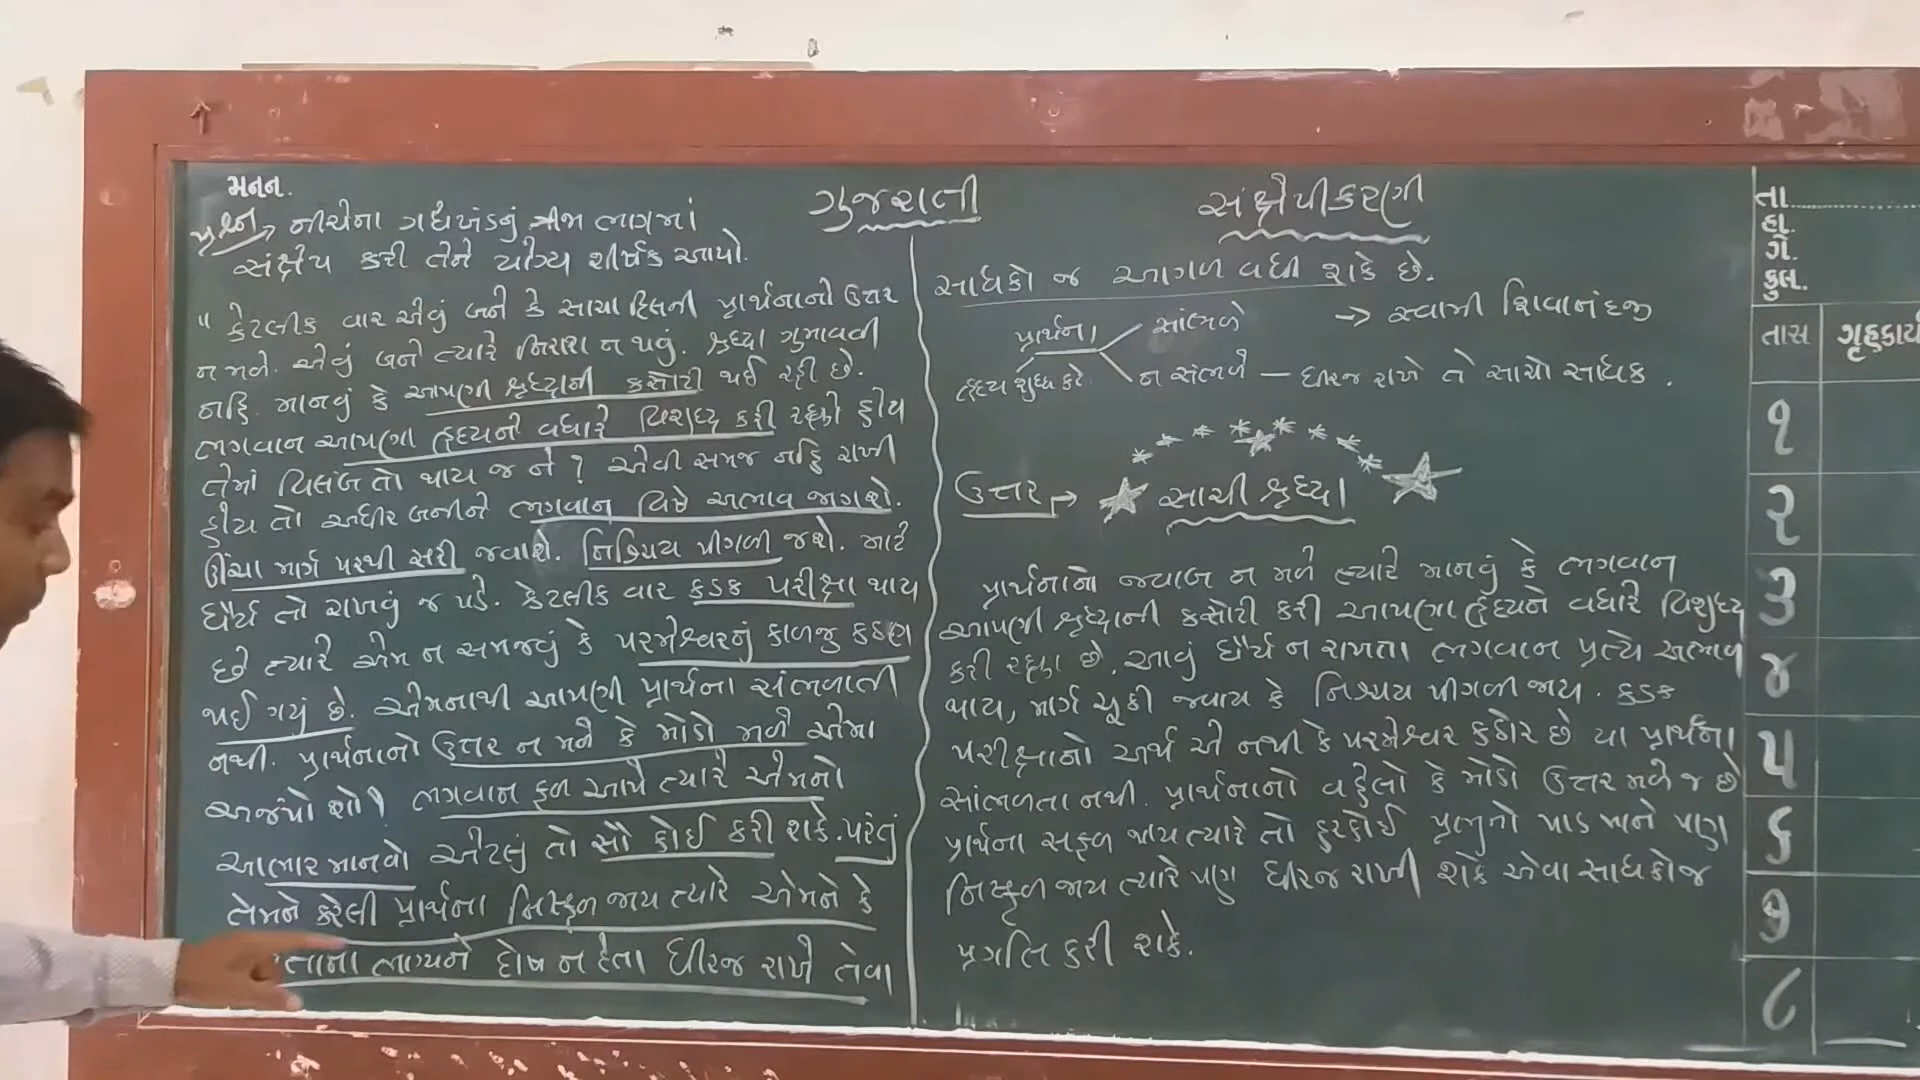 મનન.
ગુજરાતી
સંક્ષેપીકરણ
પ્રશ્ન→ નીચેના ગદ્યખંડનું ત્રીજા ભાગમાં
સંક્ષેપ કરી તેને યોગ્ય શીર્ષક આપો.
" કેટલીક વાર એવું બને કે સાચા દિલની પ્રાર્થનાનો ઉત્તર
ન મળે. એવું બને ત્યારે નિરાશ ન થવું. શ્રદ્ધા ગુમાવવી
નહિ. માનવું કે આપણી શ્રદ્ધાની કસોટી થઈ રહી છે.
ભગવાન આપણા હૃદયને વધારે વિશુદ્ધ કરી રહ્યો હોય
તેમાં વિલંબ તો થાય જ ને ? એવી સમજ નહિ રાખી
હોય તો અધીર બનીને ભગવાન વિષે અભાવ જાગશે.
ઊંચા માર્ગ પરથી સરી જવાશે. નિશ્ચય પીગળી જશે. માટે
ધૈર્ય તો રાખવું જ પડે. કેટલીક વાર કડક પરીક્ષા થાય
છે ત્યારે એમ ન સમજવું કે પરમેશ્વરનું કાળજુ કઠણ
થઈ ગયું છે. એમનાથી આપણી પ્રાર્થના સંભળાતી
નથી. પ્રાર્થનાનો ઉત્તર ન મળે કે મોડો મળે એમા
અજંપો શો? ભગવાન ફળ આપે ત્યારે એમનો
આભાર માનવો એટલું તો સૌ કોઈ કરી શકે. પરંતું
તેમને કરેલી પ્રાર્થના નિષ્ફળ જાય ત્યારે એમને કે
તાના ભાગ્યને દોષ ન દેતા ધીરજ રાખે તેવા
સાધકો જ આગળ વધી શકે છે.
→ સ્વામી શિવાનંદજી
પ્રાર્થના
સાંભળે
હૃદય શુધ્ધ કરે.
ન સંભળે — ધીરજ રાખે તે સાચો સાધક .
ઉત્તર→ સાચી શ્રધ્ધા
પ્રાર્થનાનો જવાબ ન મળે ત્યારે માનવું કે ભગવાન
આપણી શ્રદ્ધાની કસોટી કરી આપણા હૃદયને વધારે વિશુધ્ધ
કરી રહ્યા છે. આવું ધૈર્ય ન રાખતા ભગવાન પ્રત્યે અભાવ
થાય, માર્ગ ચૂકી જવાય કે નિશ્ચય પીગળી જાય . કડક
પરીક્ષાનો અર્થ એ નથી કે પરમેશ્વર કઠોર છે યા પ્રાર્થના
સાંભળતા નથી. પ્રાર્થનાનો વહેલો કે મોડો ઉત્તર મળે જ છે
પ્રાર્થના સફળ થાય ત્યારે તો હરકોઈ પ્રભુનો પાડ માને પણ
નિષ્ફળ જાય ત્યારે પણ ધીરજ રાખી શકે એવા સાધકો જ
પ્રગતિ કરી શકે.
તા.
હા.
ગે.
કુલ.
તાસ
ગૃહકાર્ય
૧
૨
૩
૪
૫
૬
૭
૮